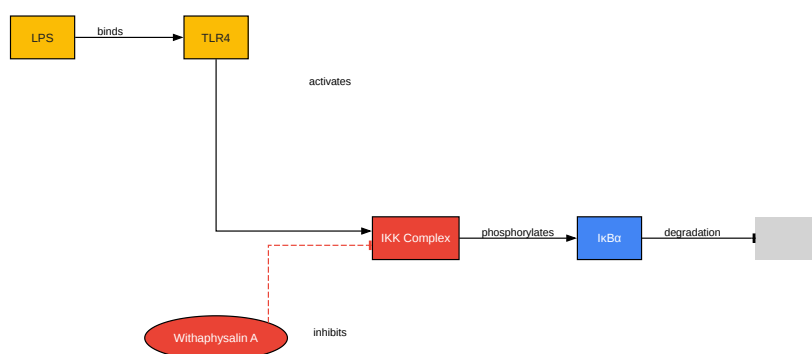 LPS
binds
TLR4
activates
IKK Complex
phosphorylates
IκBα
degradation
Withaphysalin A
inhibits